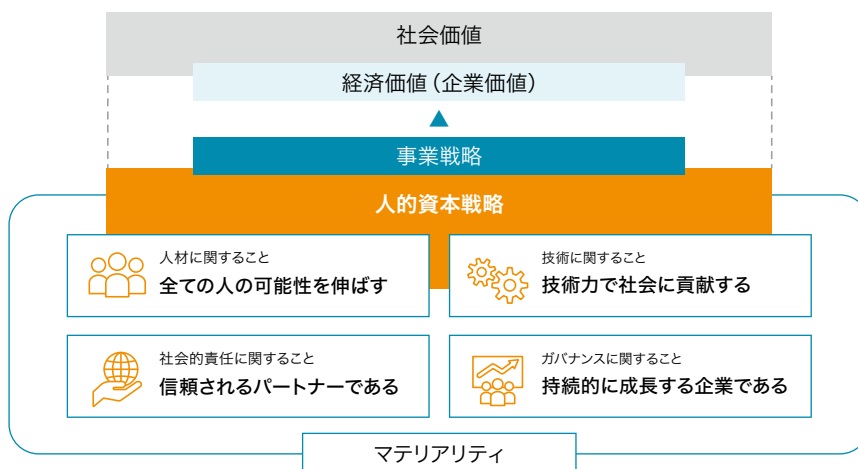 社会価値
経済価値（企業価値）
事業戦略
人的資本戦略
人材に関すること
全ての人の可能性を伸ばす
技術に関すること
技術力で社会に貢献する
社会的責任に関すること
信頼されるパートナーである
ガバナンスに関すること
持続的に成長する企業である
マテリアリティ